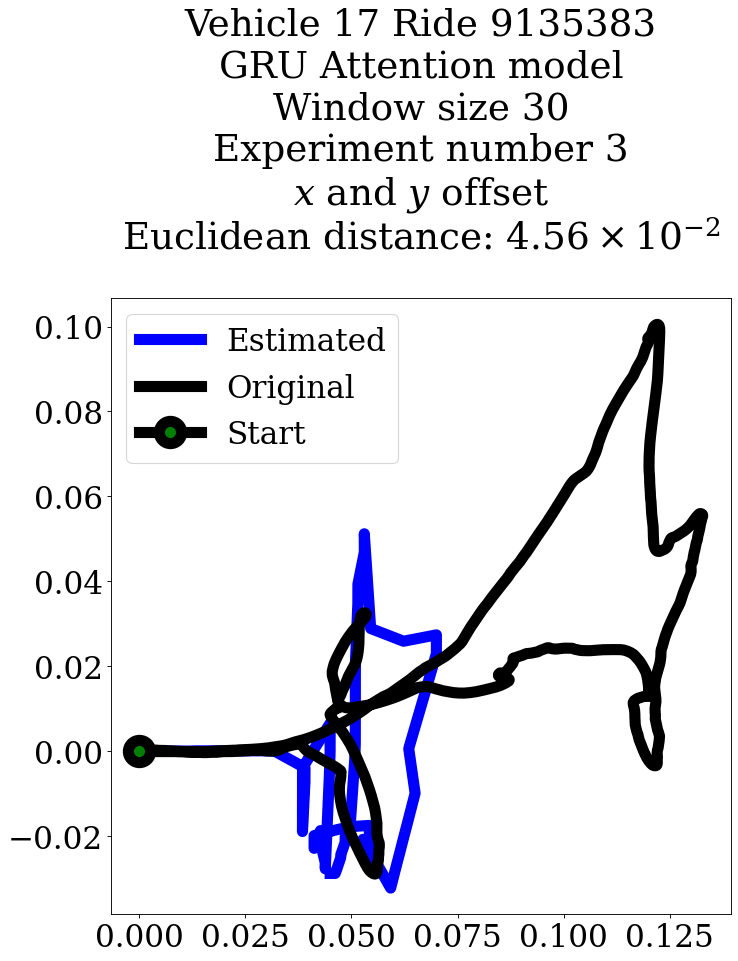 Vehicle 17 Ride 9135383
GRU Attention model
Window size 30
Experiment number 3
x and y offset
Euclidean distance: 4.56 × 10⁻²
Estimated
Original
Start
0.10
0.08
0.06
0.04
0.02
0.00
−0.02
0.000 0.025 0.050 0.075 0.100 0.125